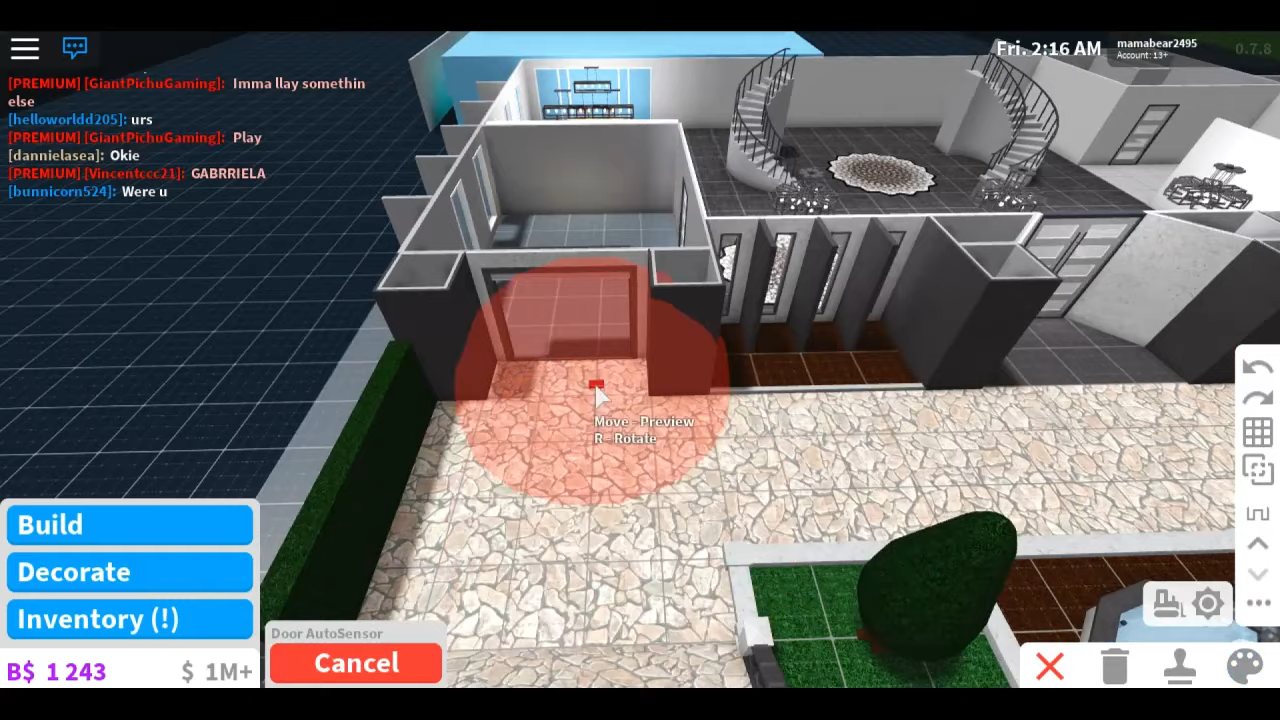 Fri. 2:16 AM
mamabear2495
Account: 13+
0.7.8
[PREMIUM] [GiantPichuGaming]: Imma llay somethin
else
[helloworldd205]: urs
[PREMIUM] [GiantPichuGaming]: Play
[dannielasea]: Okie
[PREMIUM] [Vincentccc21]: GABRRIELA
[bunnicorn524]: Were u
Move - Preview
R - Rotate
Build
Decorate
Inventory (!)
B$ 1 243
$ 1M+
Door AutoSensor
Cancel